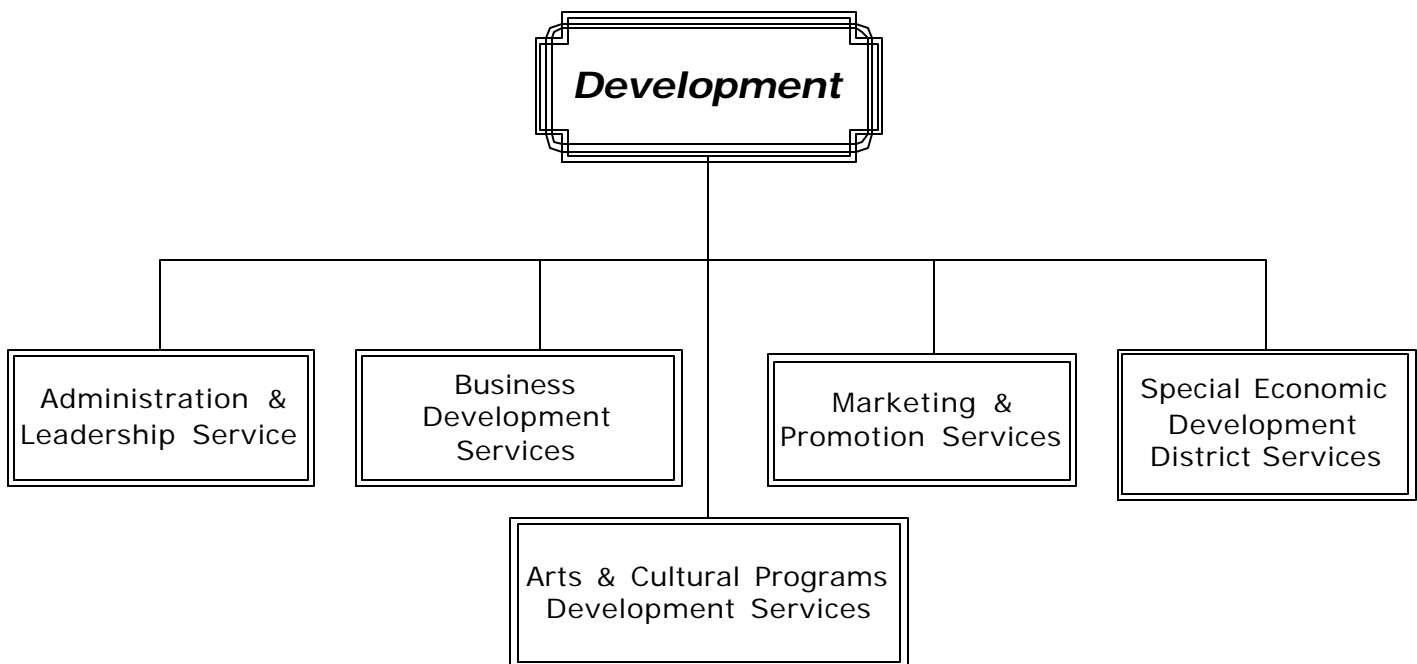 Development
Administration &
Leadership Service
Business
Development
Services
Marketing &
Promotion Services
Special Economic
Development
District Services
Arts & Cultural Programs
Development Services